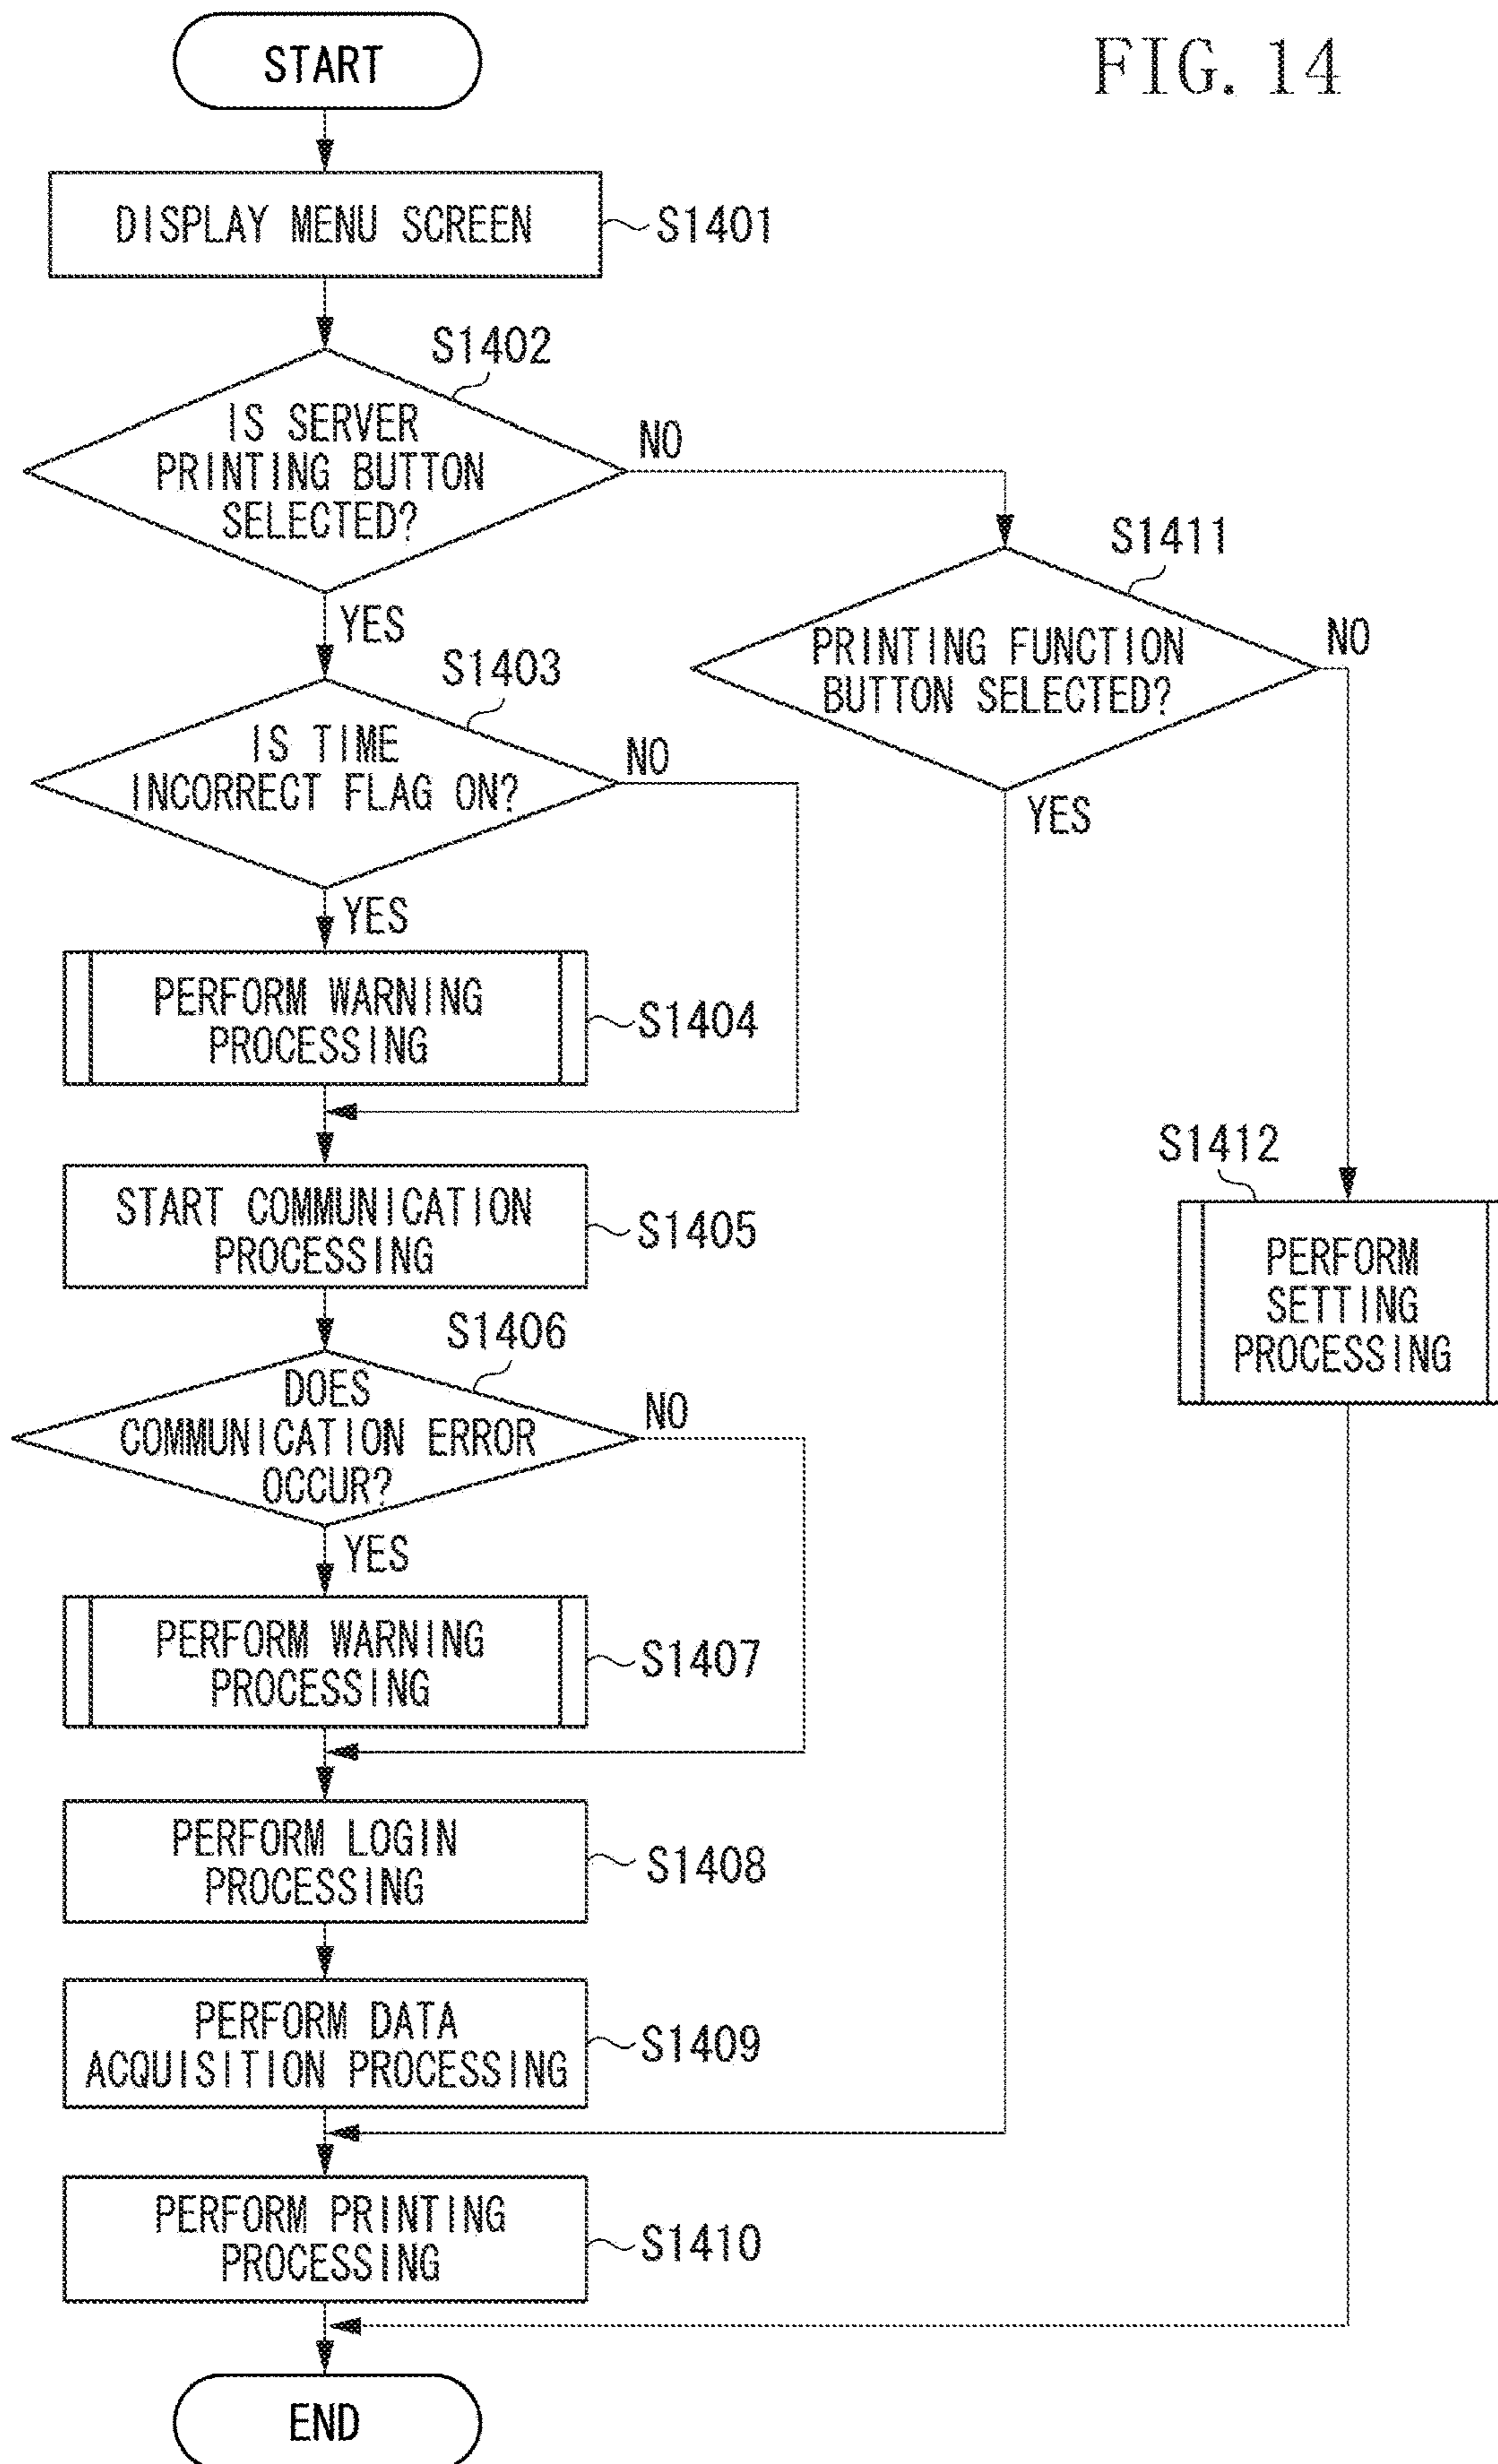 FIG. 14
START
DISPLAY MENU SCREEN
S1401
S1402
IS SERVER
PRINTING BUTTON
SELECTED?
NO
YES
S1411
PRINTING FUNCTION
BUTTON SELECTED?
NO
YES
S1403
IS TIME
INCORRECT FLAG ON?
NO
YES
PERFORM WARNING
PROCESSING
S1404
START COMMUNICATION
PROCESSING
S1405
S1412
PERFORM
SETTING
PROCESSING
S1406
DOES
COMMUNICATION ERROR
OCCUR?
NO
YES
PERFORM WARNING
PROCESSING
S1407
PERFORM LOGIN
PROCESSING
S1408
PERFORM DATA
ACQUISITION PROCESSING
S1409
PERFORM PRINTING
PROCESSING
S1410
END